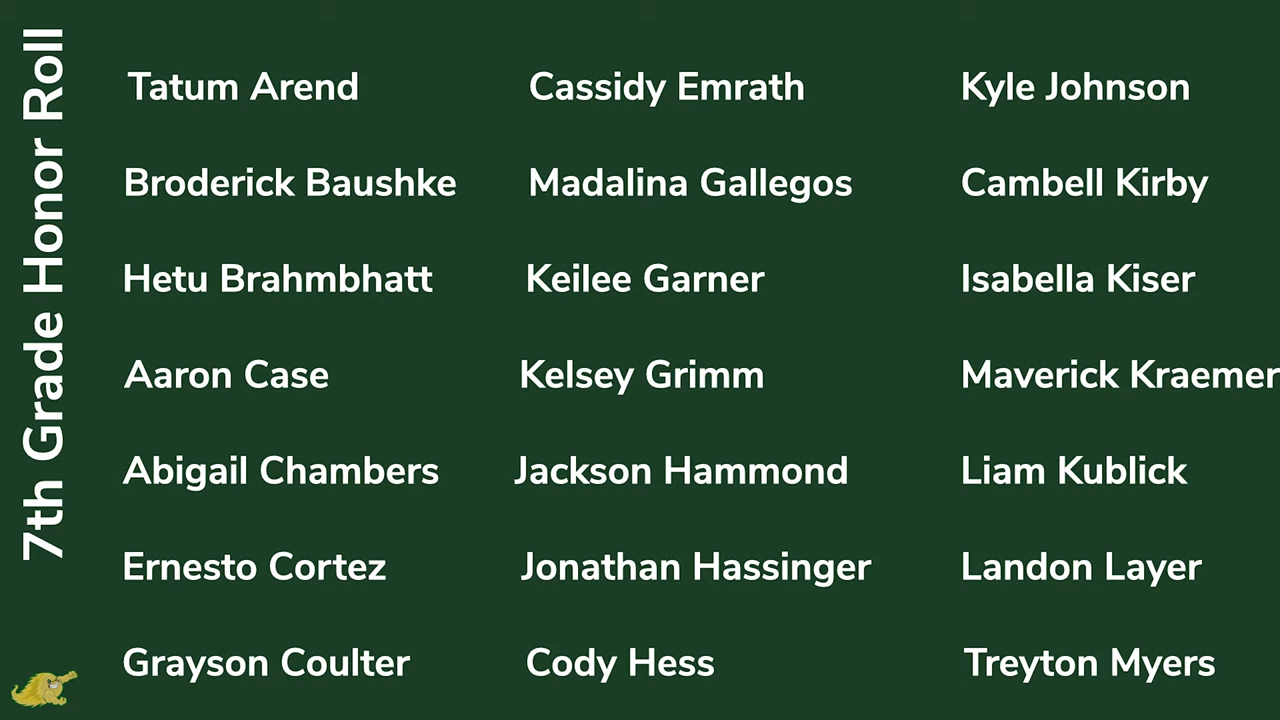 7th Grade Honor Roll
Tatum Arend
Broderick Baushke
Hetu Brahmbhatt
Aaron Case
Abigail Chambers
Ernesto Cortez
Grayson Coulter
Cassidy Emrath
Madalina Gallegos
Keilee Garner
Kelsey Grimm
Jackson Hammond
Jonathan Hassinger
Cody Hess
Kyle Johnson
Cambell Kirby
Isabella Kiser
Maverick Kraemer
Liam Kublick
Landon Layer
Treyton Myers